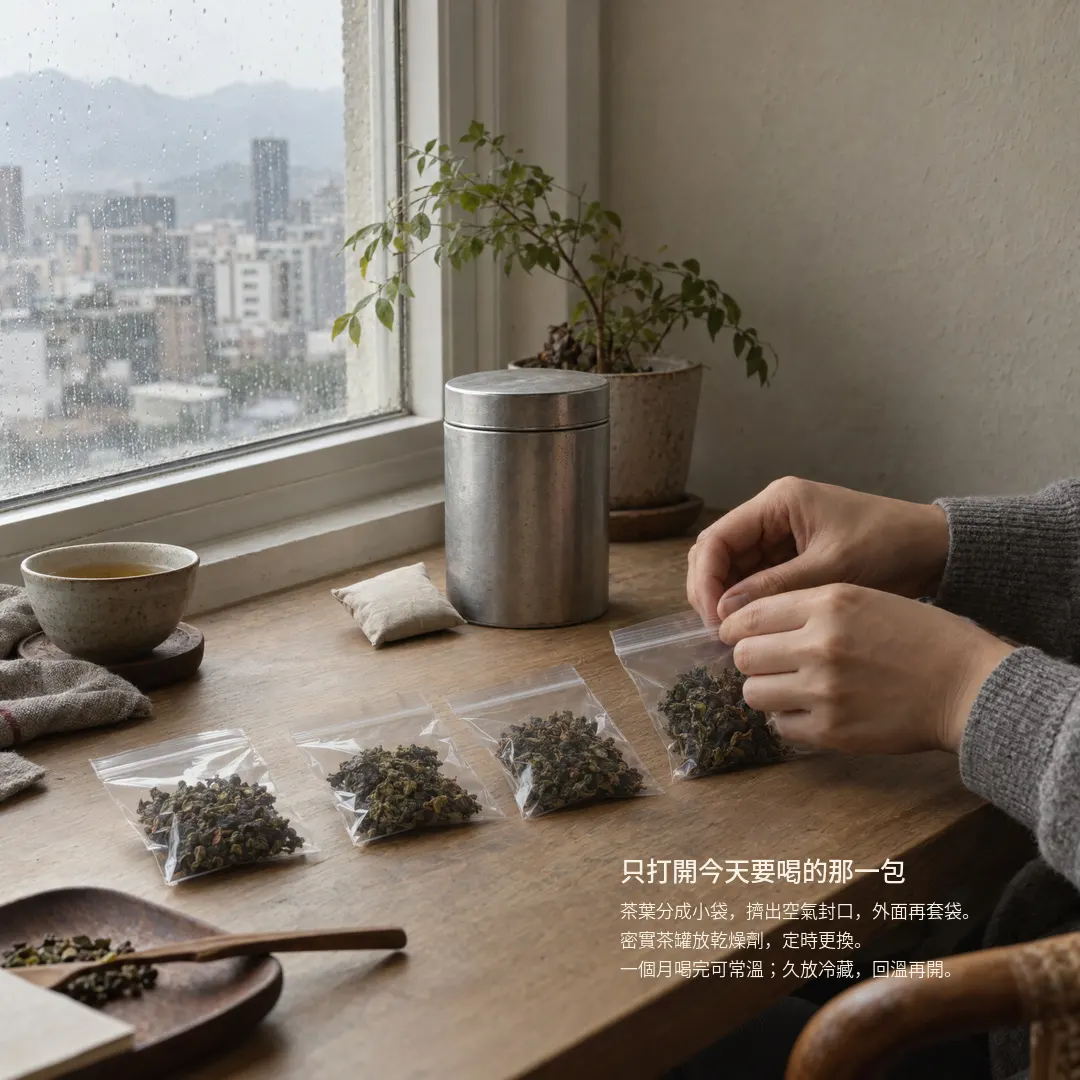 只打開今天要喝的那一包
茶葉分成小袋，擠出空氣封口，外面再套袋。
密實茶罐放乾燥劑，定時更換。
一個月喝完可常溫；久放冷藏，回溫再開。